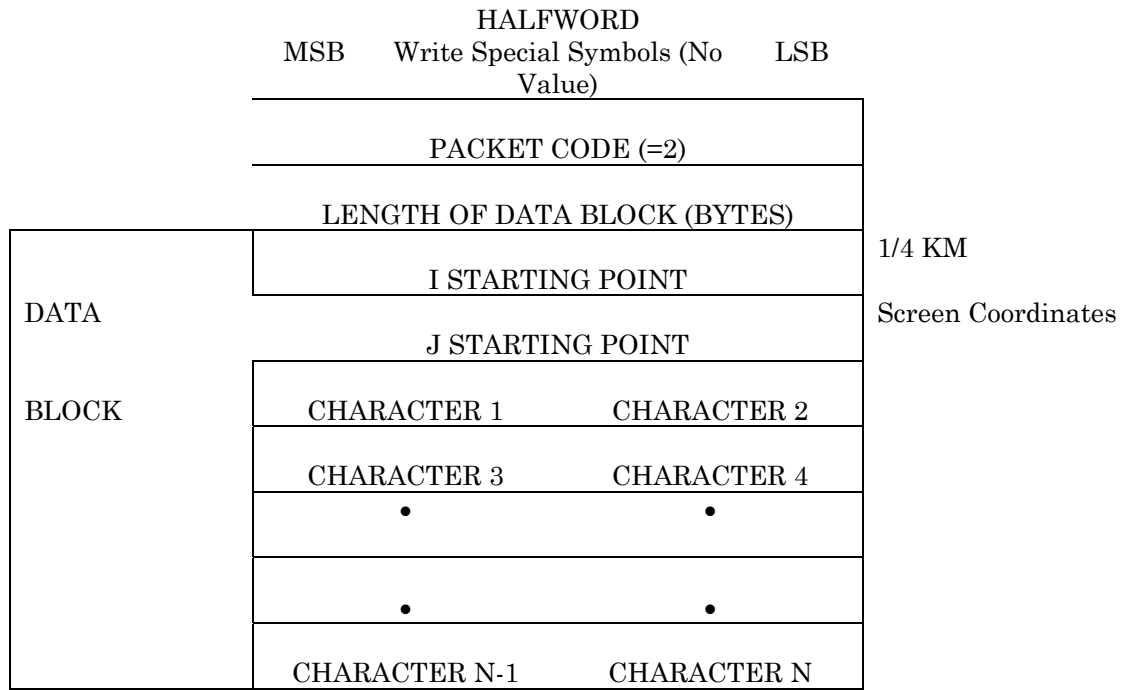 HALFWORD
MSB Write Special Symbols (No LSB
Value)
PACKET CODE (=2)
LENGTH OF DATA BLOCK (BYTES)
1/4 KM
I STARTING POINT
DATA Screen Coordinates
J STARTING POINT
BLOCK CHARACTER 1 CHARACTER 2
CHARACTER 3 CHARACTER 4
• •
• •
CHARACTER N-1 CHARACTER N